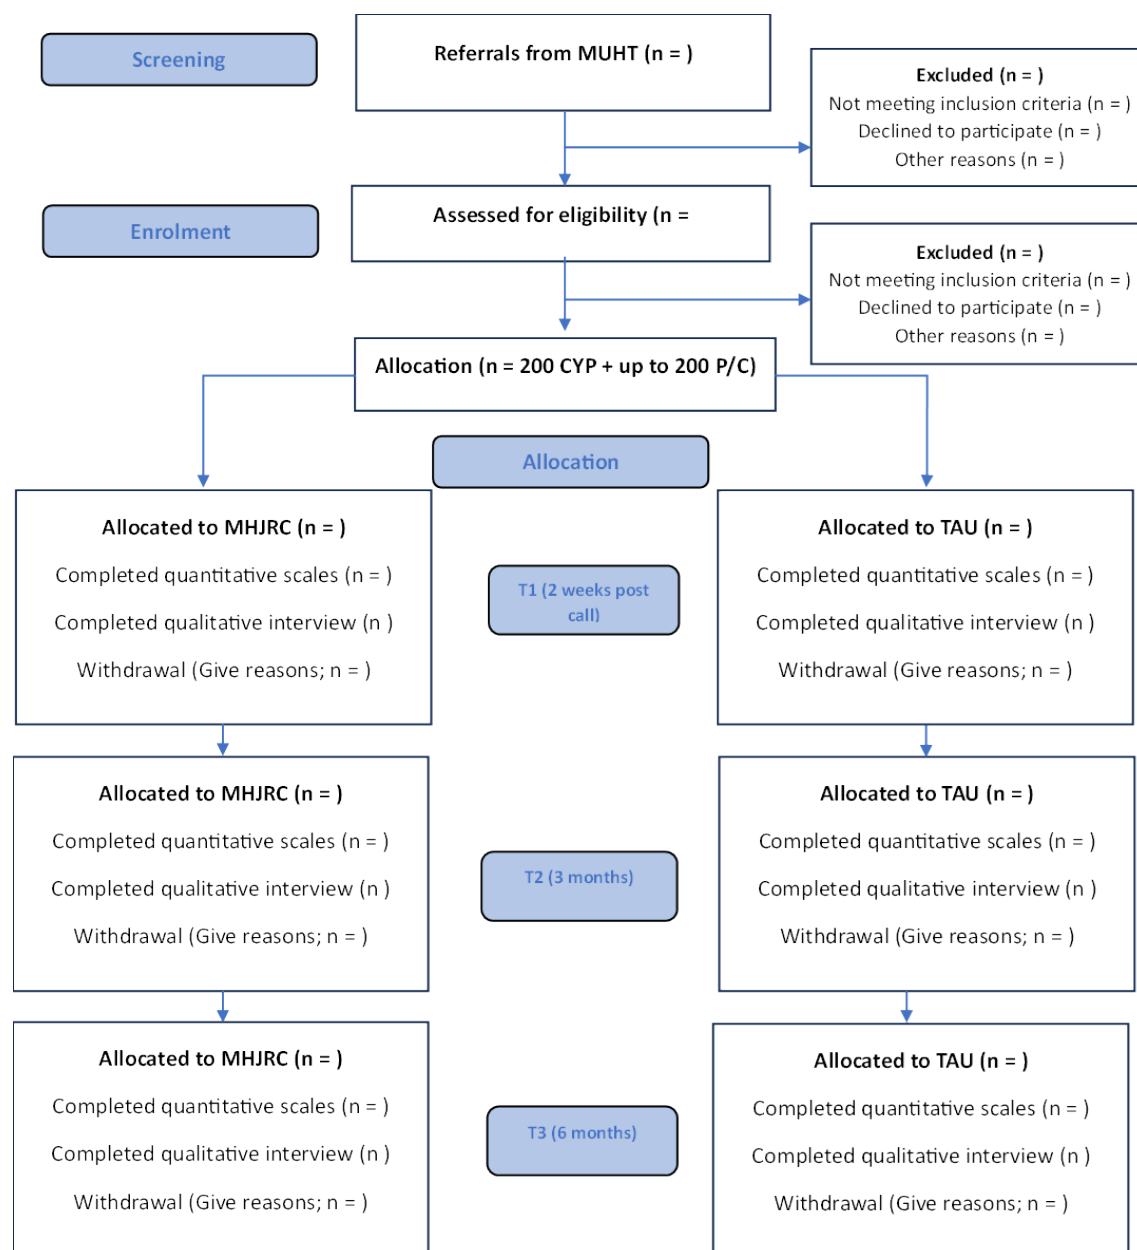 Screening
Referrals from MUHT (n = )
Excluded (n = )
Not meeting inclusion criteria (n = )
Declined to participate (n = )
Other reasons (n = )
Enrolment
Assessed for eligibility (n =
Excluded (n = )
Not meeting inclusion criteria (n = )
Declined to participate (n = )
Other reasons (n = )
Allocation (n = 200 CYP + up to 200 P/C)
Allocation
Allocated to MHJRC (n = )
Completed quantitative scales (n = )
Completed qualitative interview (n )
Withdrawal (Give reasons; n = )
T1 (2 weeks post
call)
Allocated to TAU (n = )
Completed quantitative scales (n = )
Completed qualitative interview (n )
Withdrawal (Give reasons; n = )
Allocated to MHJRC (n = )
Completed quantitative scales (n = )
Completed qualitative interview (n )
Withdrawal (Give reasons; n = )
T2 (3 months)
Allocated to TAU (n = )
Completed quantitative scales (n = )
Completed qualitative interview (n )
Withdrawal (Give reasons; n = )
Allocated to MHJRC (n = )
Completed quantitative scales (n = )
Completed qualitative interview (n )
Withdrawal (Give reasons; n = )
T3 (6 months)
Allocated to TAU (n = )
Completed quantitative scales (n = )
Completed qualitative interview (n )
Withdrawal (Give reasons; n = )